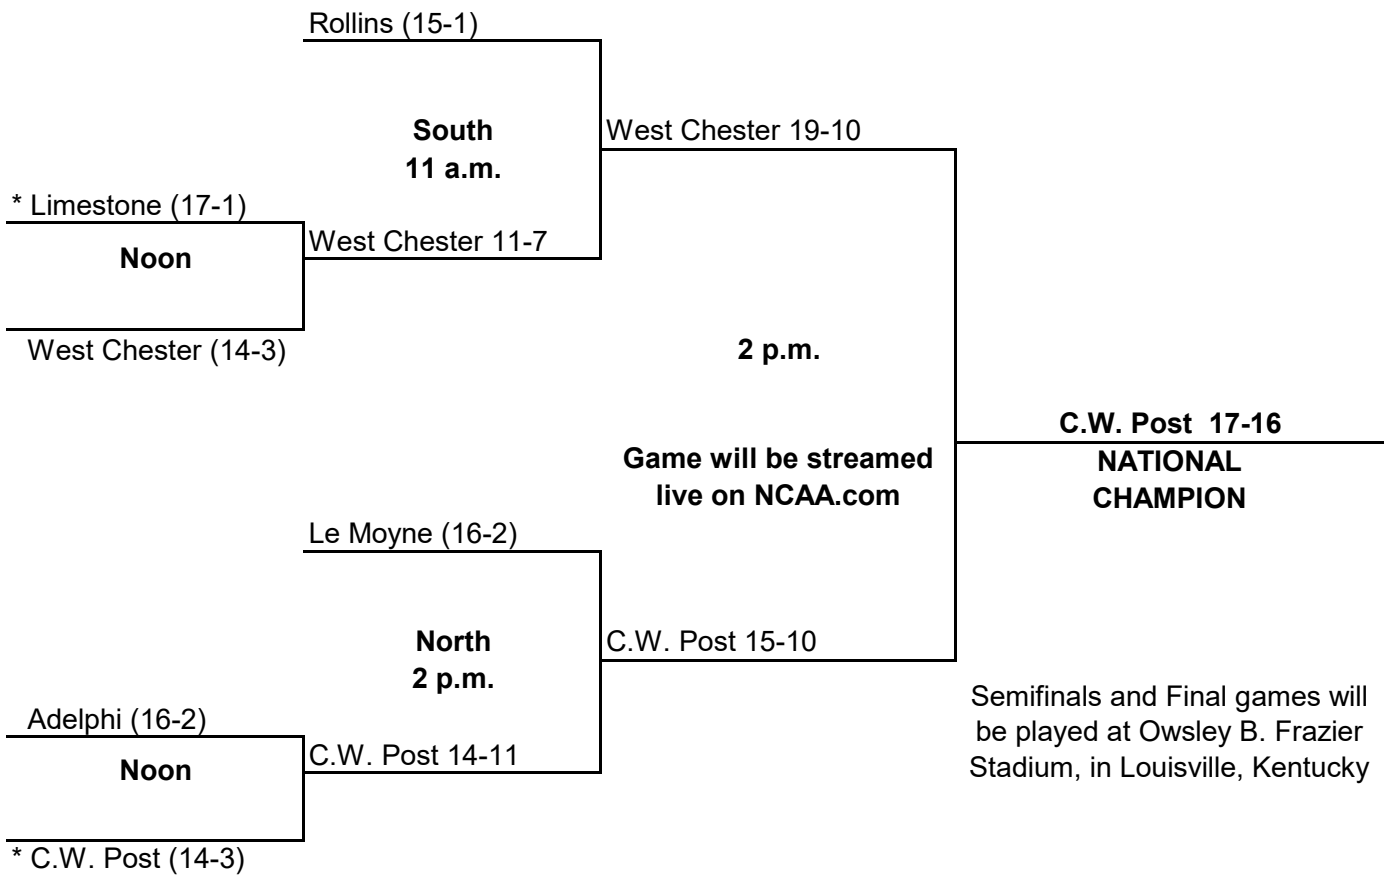 Rollins (15-1)
South
11 a.m.
West Chester 19-10
* Limestone (17-1)
Noon
West Chester 11-7
West Chester (14-3)
2 p.m.
C.W. Post  17-16
NATIONAL
CHAMPION
Game will be streamed
live on NCAA.com
Le Moyne (16-2)
North
2 p.m.
C.W. Post 15-10
Adelphi (16-2)
Noon
C.W. Post 14-11
* C.W. Post (14-3)
Semifinals and Final games will
be played at Owsley B. Frazier
Stadium, in Louisville, Kentucky